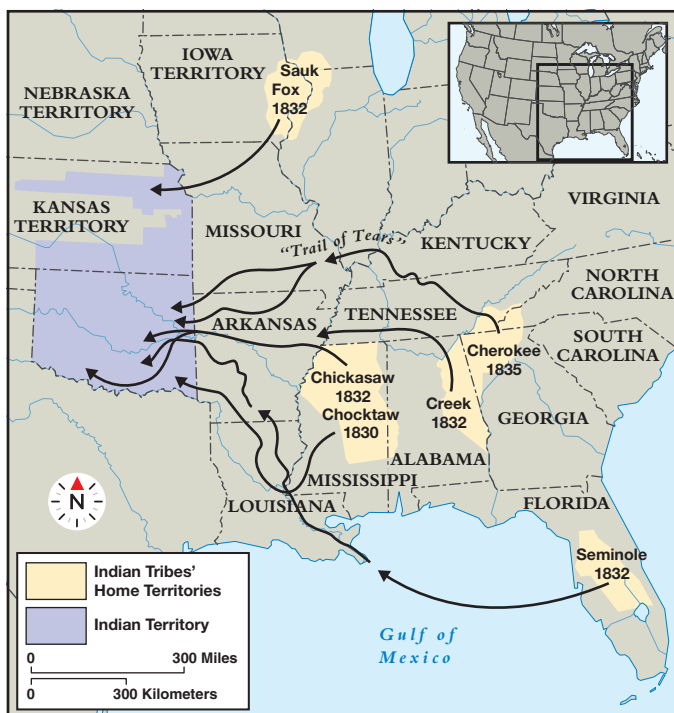 IOWA
TERRITORY
NEBRASKA
TERRITORY
Sauk
Fox
1832
KANSAS
TERRITORY
MISSOURI
"Trail of Tears"
KENTUCKY
VIRGINIA
NORTH
CAROLINA
TENNESSEE
ARKANSAS
SOUTH
CAROLINA
Cherokee
1835
Chickasaw
1832
Chocktaw
1830
Creek
1832
GEORGIA
ALABAMA
MISSISSIPPI
LOUISIANA
FLORIDA
Seminole
1832
N
Gulf of
Mexico
Indian Tribes'
Home Territories
Indian Territory
0 300 Miles
0 300 Kilometers